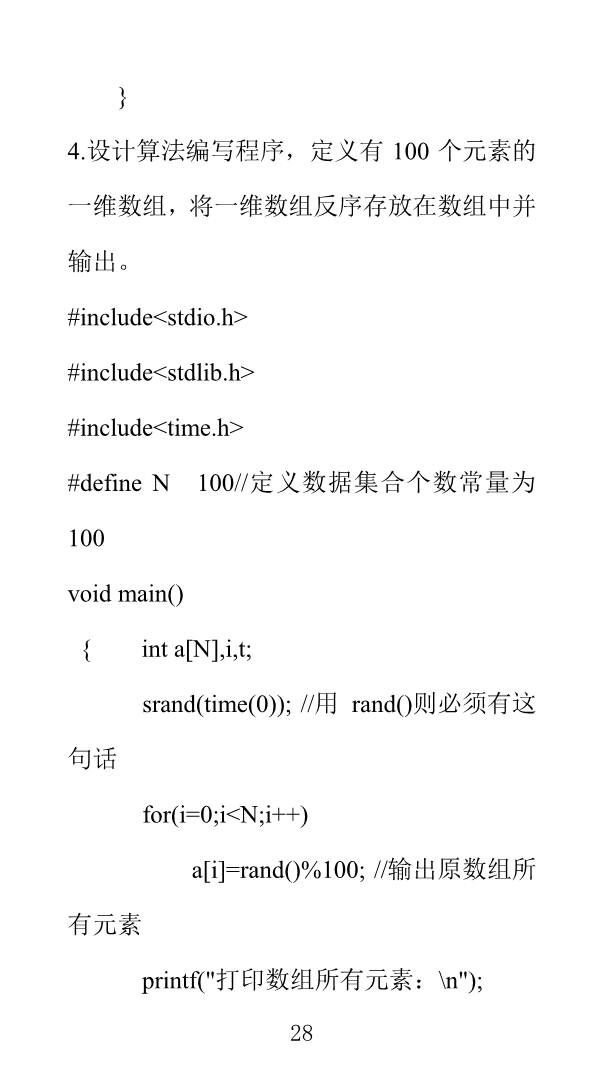 }
4.设计算法编写程序，定义有 100 个元素的
一维数组，将一维数组反序存放在数组中并
输出。
#include<stdio.h>
#include<stdlib.h>
#include<time.h>
#define N   100//定义数据集合个数常量为
100
void main()
{    int a[N],i,t;
srand(time(0)); //用 rand()则必须有这
句话
for(i=0;i<N;i++)
a[i]=rand()%100; //输出原数组所
有元素
printf("打印数组所有元素：\n");
28